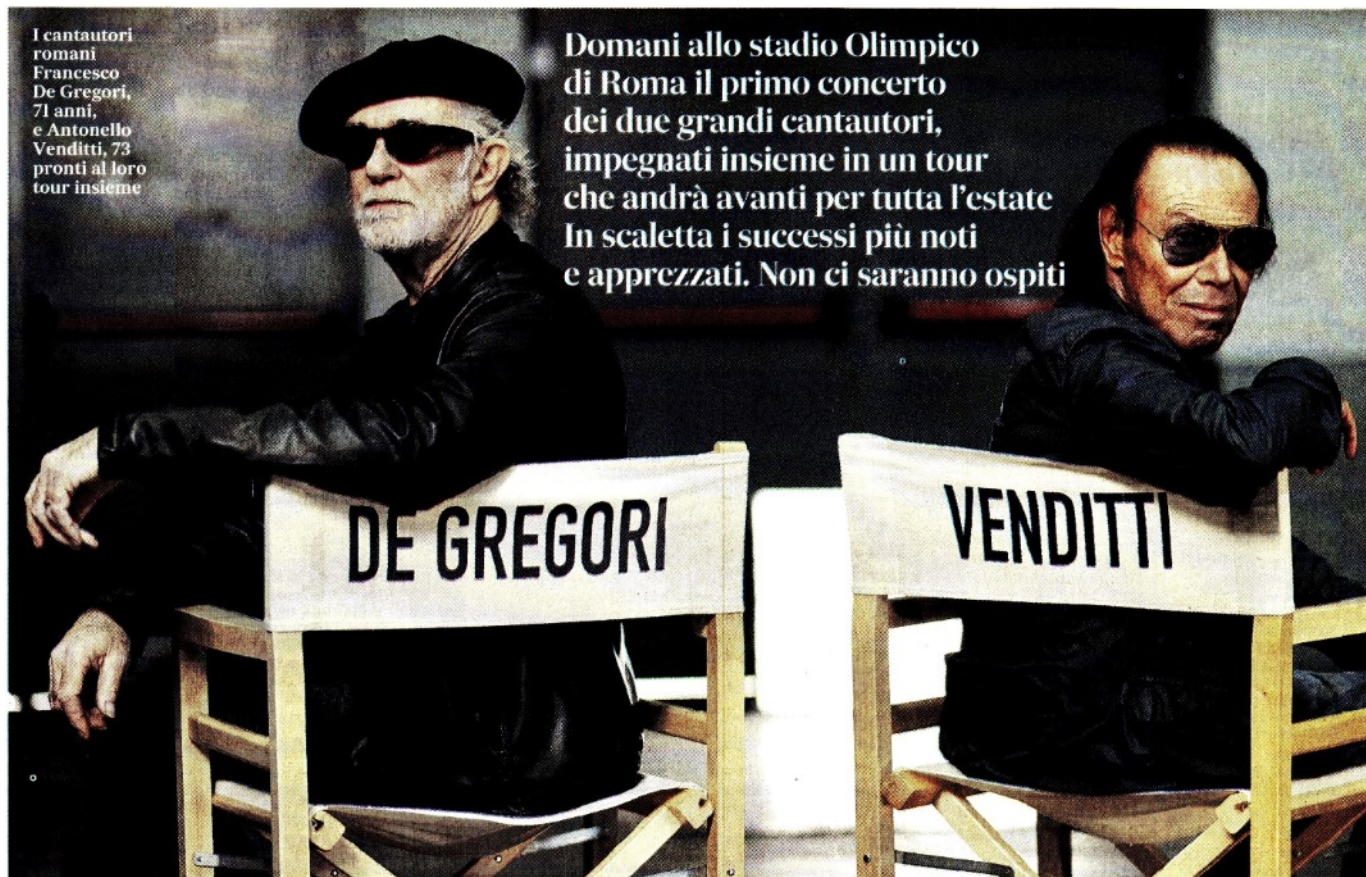 I cantautori
romani
Francesco
De Gregori,
71 anni,
e Antonello
Venditti, 73
pronti al loro
tour insieme
Domani allo stadio Olimpico
di Roma il primo concerto
dei due grandi cantautori,
impegnati insieme in un tour
che andrà avanti per tutta l'estate
In scaletta i successi più noti
e apprezzati. Non ci saranno ospiti
DE GREGORI
VENDITTI